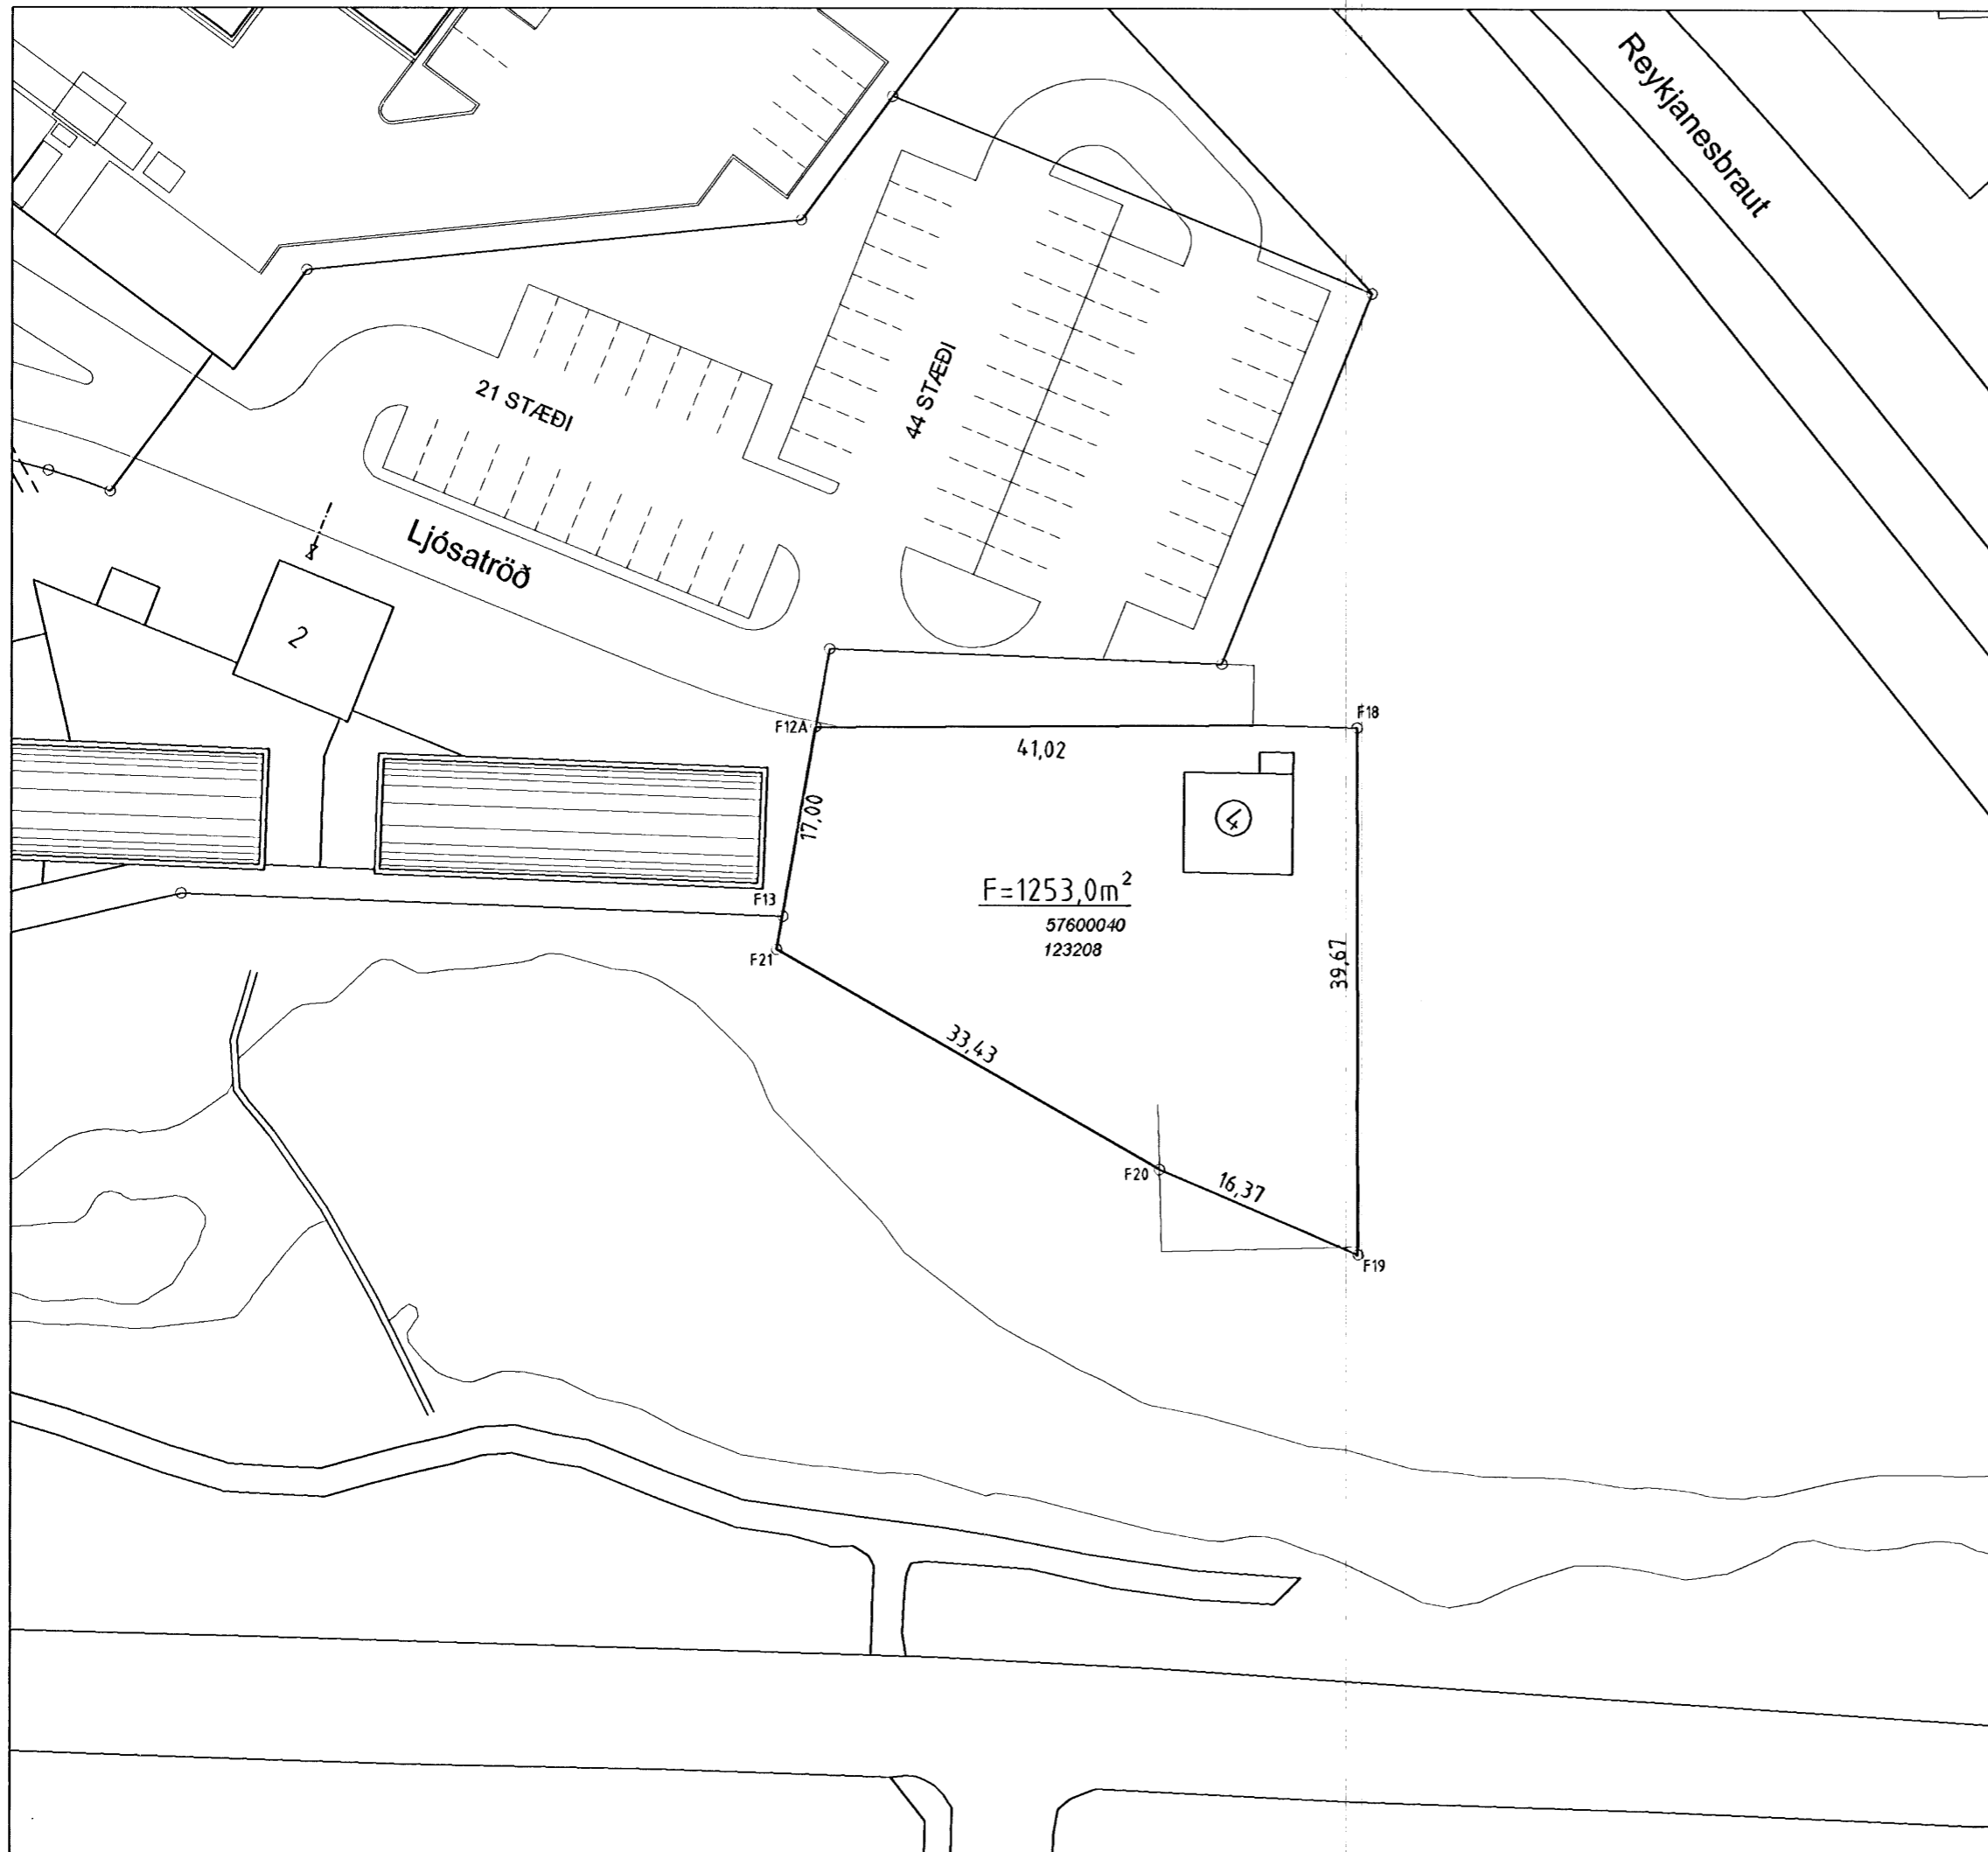 Reykjanesbraut
21 STÆÐI
44 STÆÐI
Ljósatröð
2
F12A
F18
41,02
17,00
4
F13
F=1253,0m²
57600040
123208
F21
39,67
33,43
F20
16,37
F19